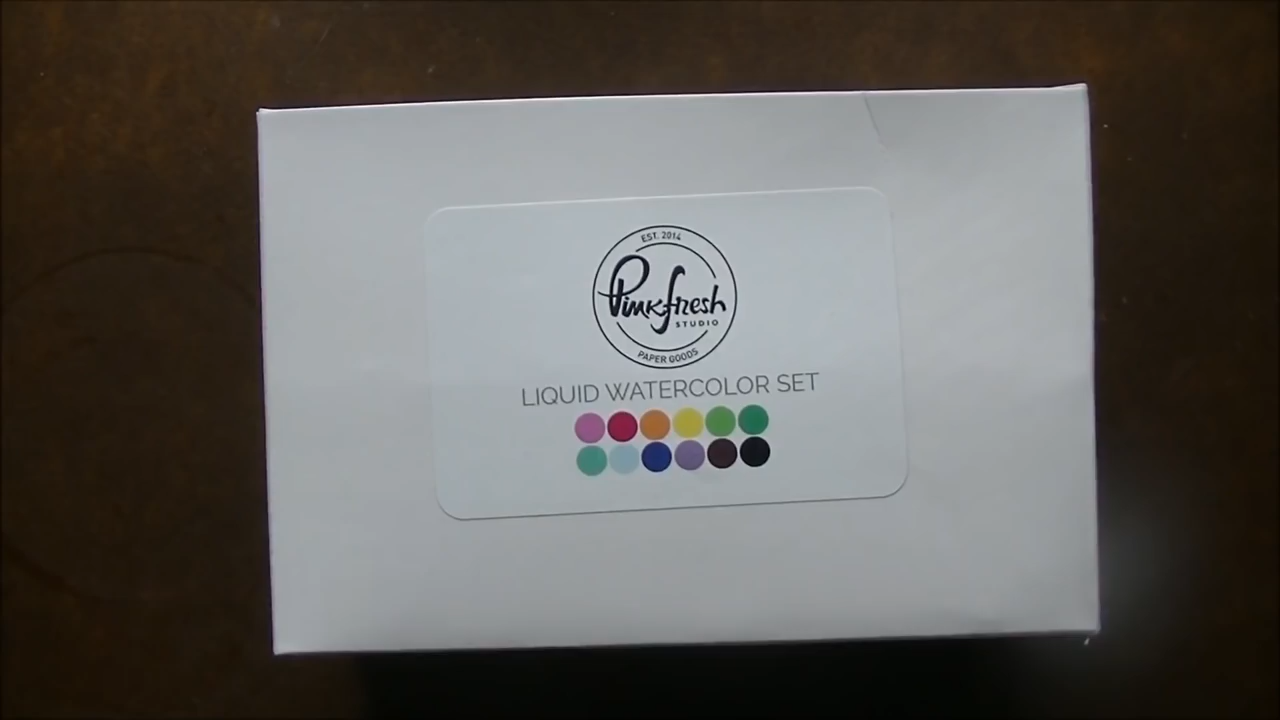 EST. 2014
Pinkfresh
STUDIO
PAPER GOODS
LIQUID WATERCOLOR SET